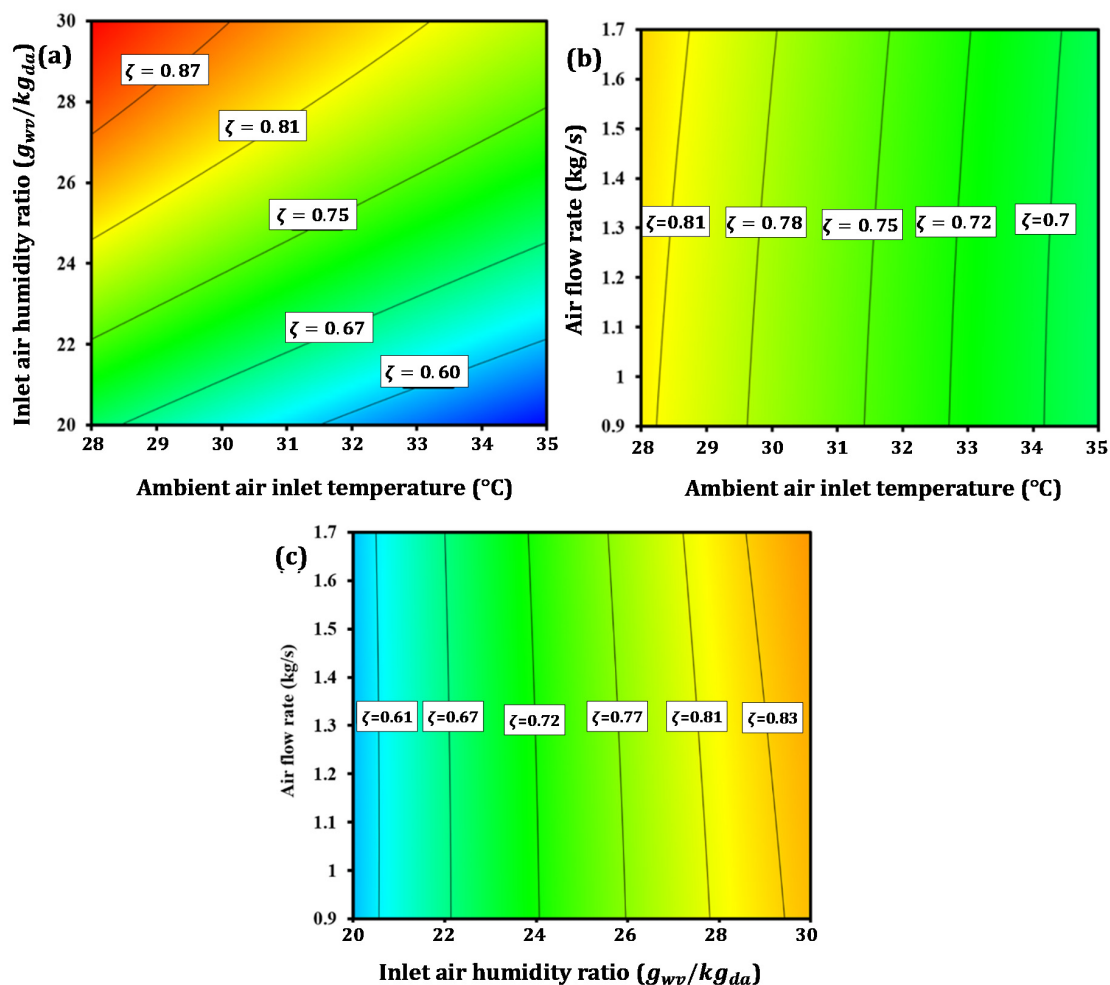 (a)
Inlet air humidity ratio (g_wv/kg_da)
30
28
26
24
22
20
ζ = 0.87
ζ = 0.81
ζ = 0.75
ζ = 0.67
ζ = 0.60
28 29 30 31 32 33 34 35
Ambient air inlet temperature (°C)
(b)
Air flow rate (kg/s)
1.7
1.6
1.5
1.4
1.3
1.2
1.1
1
0.9
ζ=0.81 ζ = 0.78 ζ = 0.75 ζ = 0.72 ζ=0.7
28 29 30 31 32 33 34 35
Ambient air inlet temperature (°C)
(c)
Air flow rate (kg/s)
1.7
1.6
1.5
1.4
1.3
1.2
1.1
1
0.9
ζ=0.61 ζ=0.67 ζ=0.72 ζ=0.77 ζ=0.81 ζ=0.83
20 22 24 26 28 30
Inlet air humidity ratio (g_wv/kg_da)